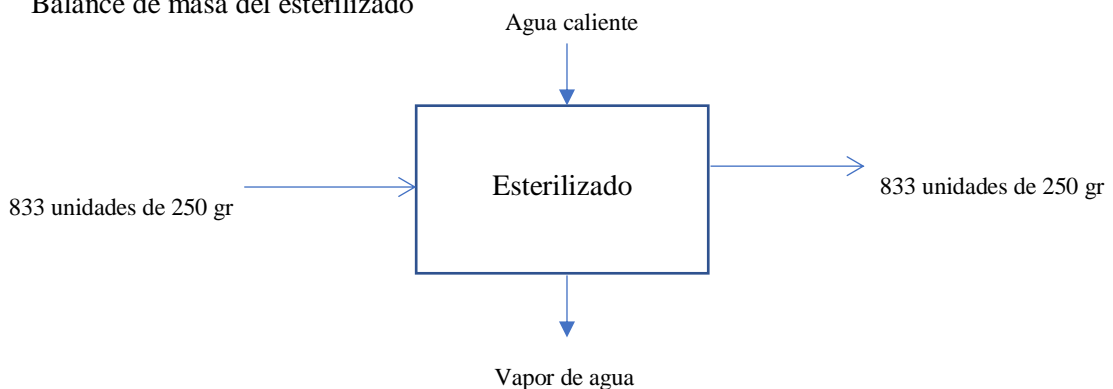 Balance de masa del esterilizado
Agua caliente
Esterilizado
833 unidades de 250 gr
833 unidades de 250 gr
Vapor de agua